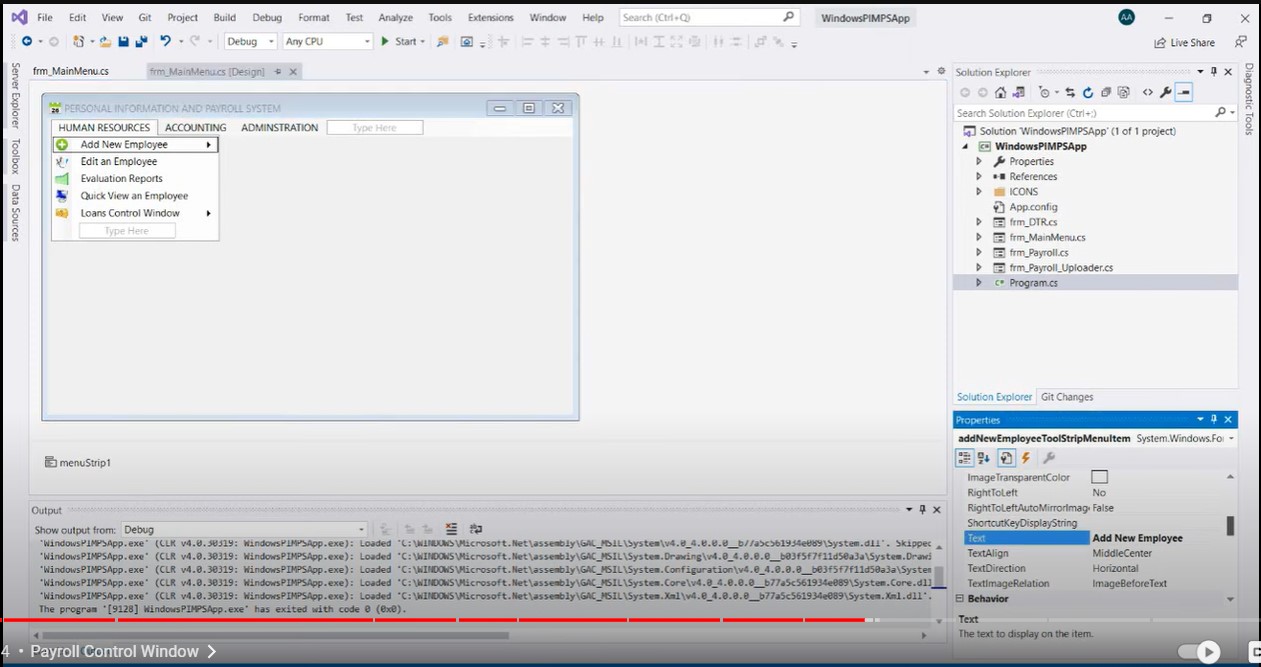 File Edit View Git Project Build Debug Format Test Analyze Tools Extensions Window Help Search (Ctrl+Q) WindowsPIMPSApp AA
Debug Any CPU Start Live Share
Server Explorer
Toolbox
Data Sources
frm_MainMenu.cs frm_MainMenu.cs [Design]
PERSONAL INFORMATION AND PAYROLL SYSTEM
HUMAN RESOURCES ACCOUNTING ADMINSTRATION Type Here
Add New Employee
Edit an Employee
Evaluation Reports
Quick View an Employee
Loans Control Window
Type Here
menuStrip1
Output
Show output from: Debug
'WindowsPIMPSApp.exe' (CLR v4.0.30319: WindowsPIMPSApp.exe): Loaded 'C:\WINDOWS\Microsoft.Net\assembly\GAC_MSIL\System\v4.0_4.0.0.0__b77a5c561934e089\System.dll'. Skipped
'WindowsPIMPSApp.exe' (CLR v4.0.30319: WindowsPIMPSApp.exe): Loaded 'C:\WINDOWS\Microsoft.Net\assembly\GAC_MSIL\System.Drawing\v4.0_4.0.0.0__b03f5f7f11d50a3a\System.Drawi
'WindowsPIMPSApp.exe' (CLR v4.0.30319: WindowsPIMPSApp.exe): Loaded 'C:\WINDOWS\Microsoft.Net\assembly\GAC_MSIL\System.Configuration\v4.0_4.0.0.0__b03f5f7f11d50a3a\System
'WindowsPIMPSApp.exe' (CLR v4.0.30319: WindowsPIMPSApp.exe): Loaded 'C:\WINDOWS\Microsoft.Net\assembly\GAC_MSIL\System.Core\v4.0_4.0.0.0__b77a5c561934e089\System.Core.dll
'WindowsPIMPSApp.exe' (CLR v4.0.30319: WindowsPIMPSApp.exe): Loaded 'C:\WINDOWS\Microsoft.Net\assembly\GAC_MSIL\System.Xml\v4.0_4.0.0.0__b77a5c561934e089\System.Xml.dll'.
The program '[9128] WindowsPIMPSApp.exe' has exited with code 0 (0x0).
Solution Explorer
Search Solution Explorer (Ctrl+;)
Solution 'WindowsPIMPSApp' (1 of 1 project)
WindowsPIMPSApp
Properties
References
ICONS
App.config
frm_DTR.cs
frm_MainMenu.cs
frm_Payroll.cs
frm_Payroll_Uploader.cs
Program.cs
Solution Explorer Git Changes
Properties
addNewEmployeeToolStripMenuItem System.Windows.For
ImageTransparentColor
RightToLeft No
RightToLeftAutoMirrorImag False
ShortcutKeyDisplayString
Text Add New Employee
TextAlign MiddleCenter
TextDirection Horizontal
TextImageRelation ImageBeforeText
Behavior
Text
The text to display on the item.
Diagnostic Tools
4 • Payroll Control Window